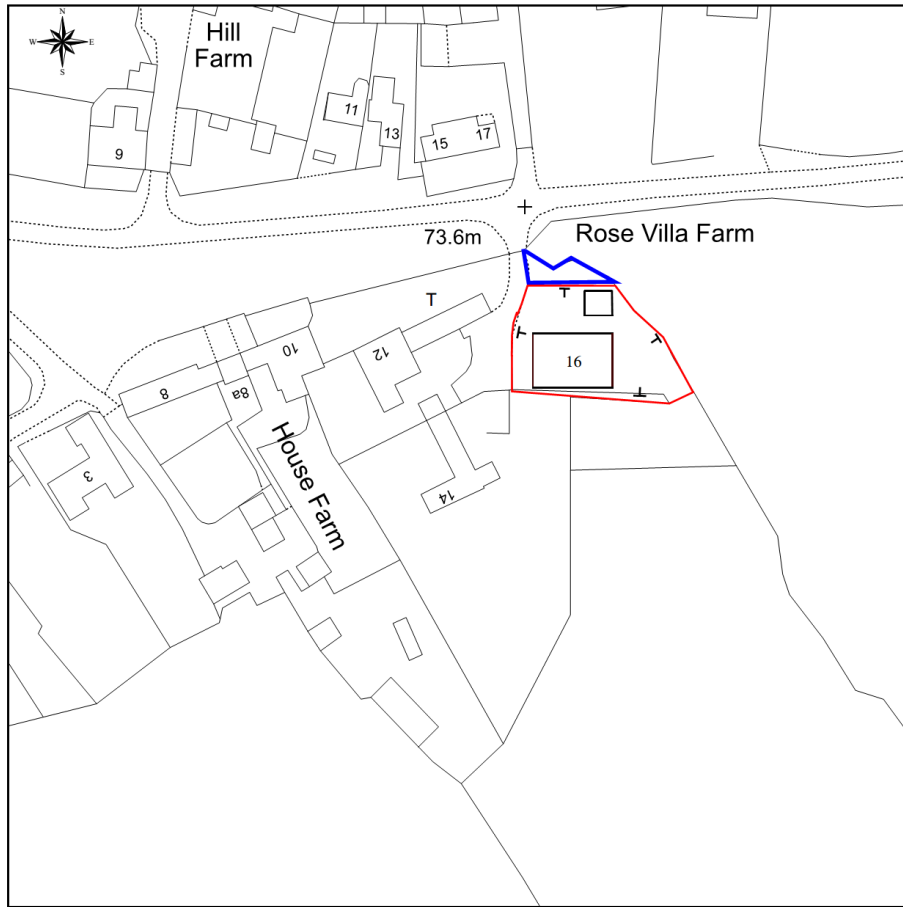 N
W E
S
Hill
Farm
11
13
15
17
9
73.6m
Rose Villa Farm
T
T
T
T
T
16
10
12
8
8a
House Farm
3
14